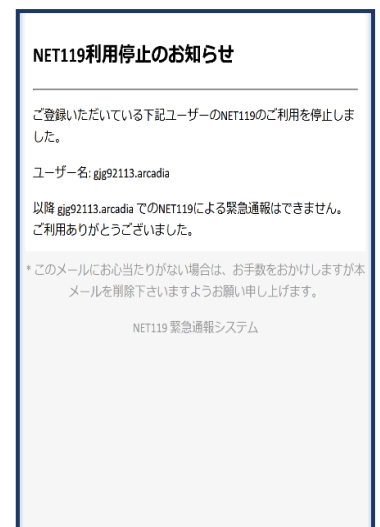 NET119利用停止のお知らせ
ご登録いただいている下記ユーザーのNET119のご利用を停止しま
した。
ユーザー名: gjg92113.arcadia
以降 gjg92113.arcadia でのNET119による緊急通報はできません。
ご利用ありがとうございました。
* このメールにお心当たりがない場合は、お手数をおかけしますが本
メールを削除下さいますようお願い申し上げます。
NET119 緊急通報システム